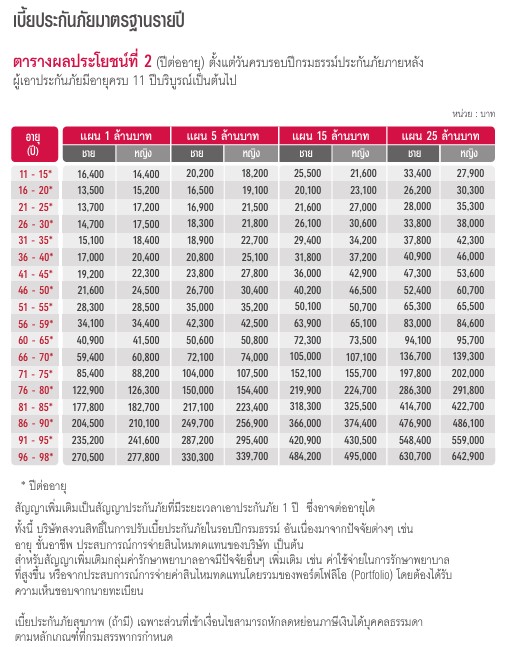 เบี้ยประกันภัยมาตรฐานรายปี
ตารางผลประโยชน์ที่ 2 (ปีต่ออายุ) ตั้งแต่วันครบรอบปีกรมธรรม์ประกันภัยภายหลัง
ผู้เอาประกันภัยมีอายุครบ 11 ปีบริบูรณ์เป็นต้นไป
หน่วย : บาท
อายุ (ปี) แผน 1 ล้านบาท แผน 5 ล้านบาท แผน 15 ล้านบาท แผน 25 ล้านบาท
ชาย หญิง ชาย หญิง ชาย หญิง ชาย หญิง
11 - 15* 16,400 14,400 20,200 18,200 25,500 21,600 33,400 27,900
16 - 20* 13,500 15,200 16,500 19,100 20,100 23,100 26,200 30,300
21 - 25* 13,700 17,200 16,900 21,500 21,600 27,000 28,000 35,300
26 - 30* 14,700 17,500 18,300 21,800 26,100 30,600 33,800 38,000
31 - 35* 15,100 18,400 18,900 22,700 29,400 34,200 37,800 42,300
36 - 40* 17,000 20,400 20,800 25,100 31,800 37,200 40,900 46,000
41 - 45* 19,200 22,300 23,800 27,800 36,000 42,900 47,300 53,600
46 - 50* 21,600 24,500 26,700 30,400 40,200 46,500 52,400 60,700
51 - 55* 28,300 28,500 35,000 35,200 50,100 50,700 65,300 65,500
56 - 59* 34,100 34,400 42,300 42,500 63,900 65,100 83,000 84,600
60 - 65* 40,900 41,500 50,600 50,800 72,300 73,500 94,100 95,700
66 - 70* 59,400 60,800 72,100 74,000 105,000 107,100 136,700 139,300
71 - 75* 85,400 88,200 104,000 107,500 152,100 155,700 197,800 202,000
76 - 80* 122,900 126,300 150,000 154,400 219,900 224,700 286,300 291,800
81 - 85* 177,800 182,700 217,100 223,400 318,300 325,500 414,700 422,700
86 - 90* 204,500 210,100 249,700 256,900 366,000 374,400 476,900 486,100
91 - 95* 235,200 241,600 287,200 295,400 420,900 430,500 548,400 559,000
96 - 98* 270,500 277,800 330,300 339,700 484,200 495,000 630,700 642,900
* ปีต่ออายุ
สัญญาเพิ่มเติมเป็นสัญญาประกันภัยที่มีระยะเวลาเอาประกันภัย 1 ปี ซึ่งอาจต่ออายุได้
ทั้งนี้ บริษัทสงวนสิทธิ์ในการปรับเบี้ยประกันภัยในรอบปีกรมธรรม์ อันเนื่องมาจากปัจจัยต่างๆ เช่น
อายุ ชั้นอาชีพ ประสบการณ์การจ่ายสินไหมทดแทนของบริษัท เป็นต้น
สำหรับสัญญาเพิ่มเติมกลุ่มค่ารักษาพยาบาลอาจมีปัจจัยอื่นๆ เพิ่มเติม เช่น ค่าใช้จ่ายในการรักษาพยาบาล
ที่สูงขึ้น หรือจากประสบการณ์การจ่ายค่าสินไหมทดแทนโดยรวมของพอร์ตโฟลิโอ (Portfolio) โดยต้องได้รับ
ความเห็นชอบจากนายทะเบียน
เบี้ยประกันภัยสุขภาพ (ถ้ามี) เฉพาะส่วนที่เข้าเงื่อนไขสามารถหักลดหย่อนภาษีเงินได้บุคคลธรรมดา
ตามหลักเกณฑ์ที่กรมสรรพากรกำหนด